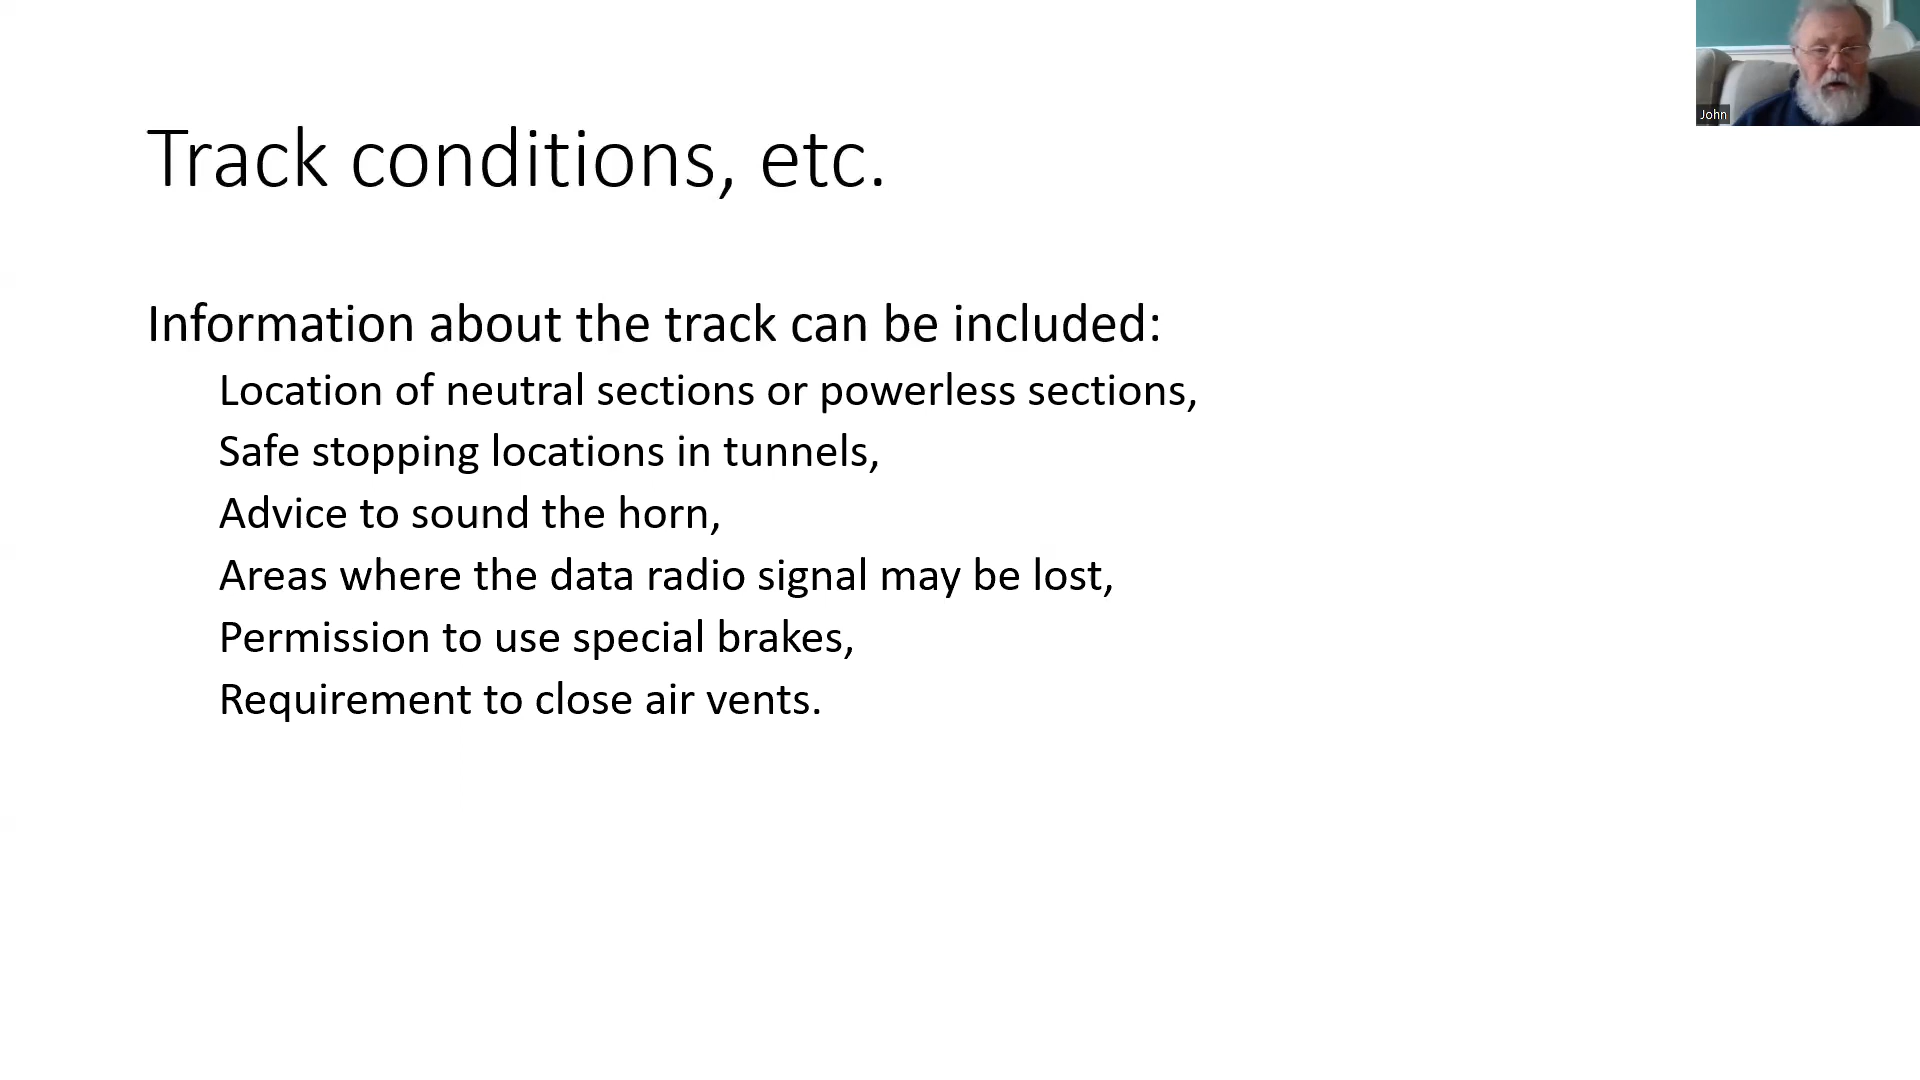 John
Track conditions, etc.
Information about the track can be included:
Location of neutral sections or powerless sections,
Safe stopping locations in tunnels,
Advice to sound the horn,
Areas where the data radio signal may be lost,
Permission to use special brakes,
Requirement to close air vents.